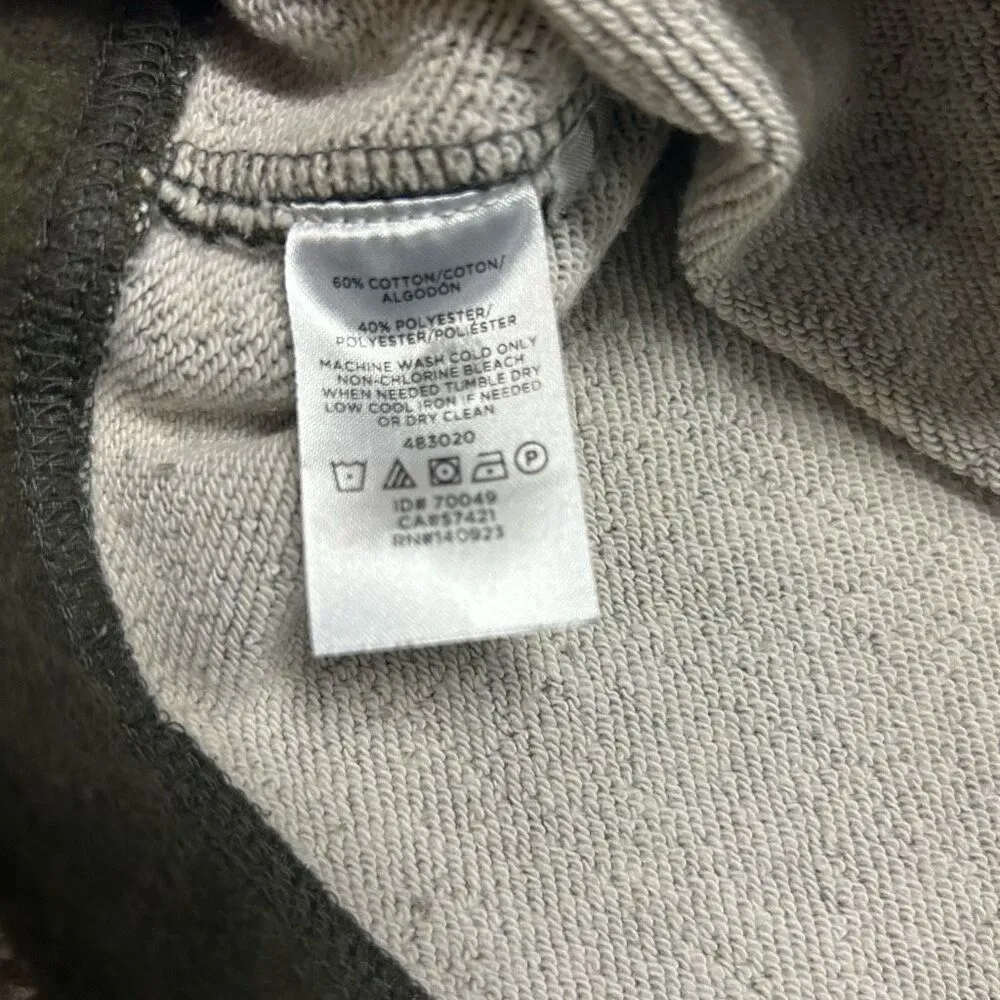 60% COTTON/COTON/
ALGODÓN
40% POLYESTER/
POLYESTER/POLIÉSTER
MACHINE WASH COLD ONLY
NON-CHLORINE BLEACH
WHEN NEEDED TUMBLE DRY
LOW COOL IRON IF NEEDED
OR DRY CLEAN
483020
P
ID# 70049
CA#57421
RN#140923